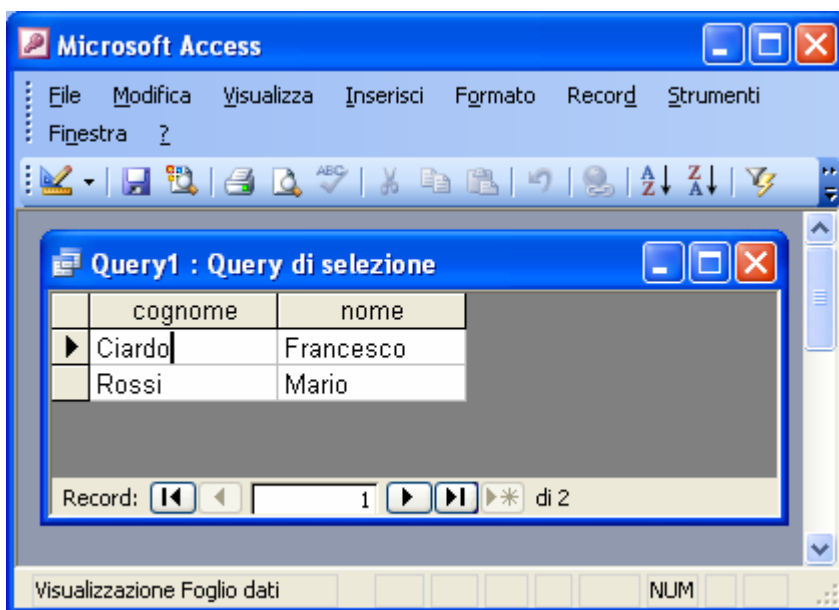 Microsoft Access
File Modifica Visualizza Inserisci Formato Record Strumenti
Finestra ?
ABC A Z Z A
Query1 : Query di selezione
cognome nome
Ciardo Francesco
Rossi Mario
Record: 1 di 2
Visualizzazione Foglio dati NUM